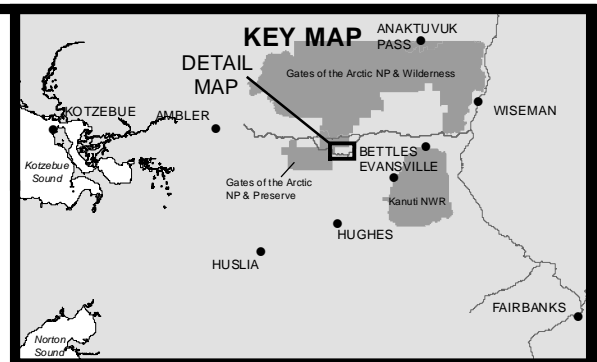 KEY MAP
ANAKTUVUK
PASS
DETAIL
MAP
Gates of the Arctic NP & Wilderness
KOTZEBUE
AMBLER
WISEMAN
Kotzebue
Sound
BETTLES
EVANSVILLE
Gates of the Arctic
NP & Preserve
Kanuti NWR
HUGHES
HUSLIA
FAIRBANKS
Norton
Sound